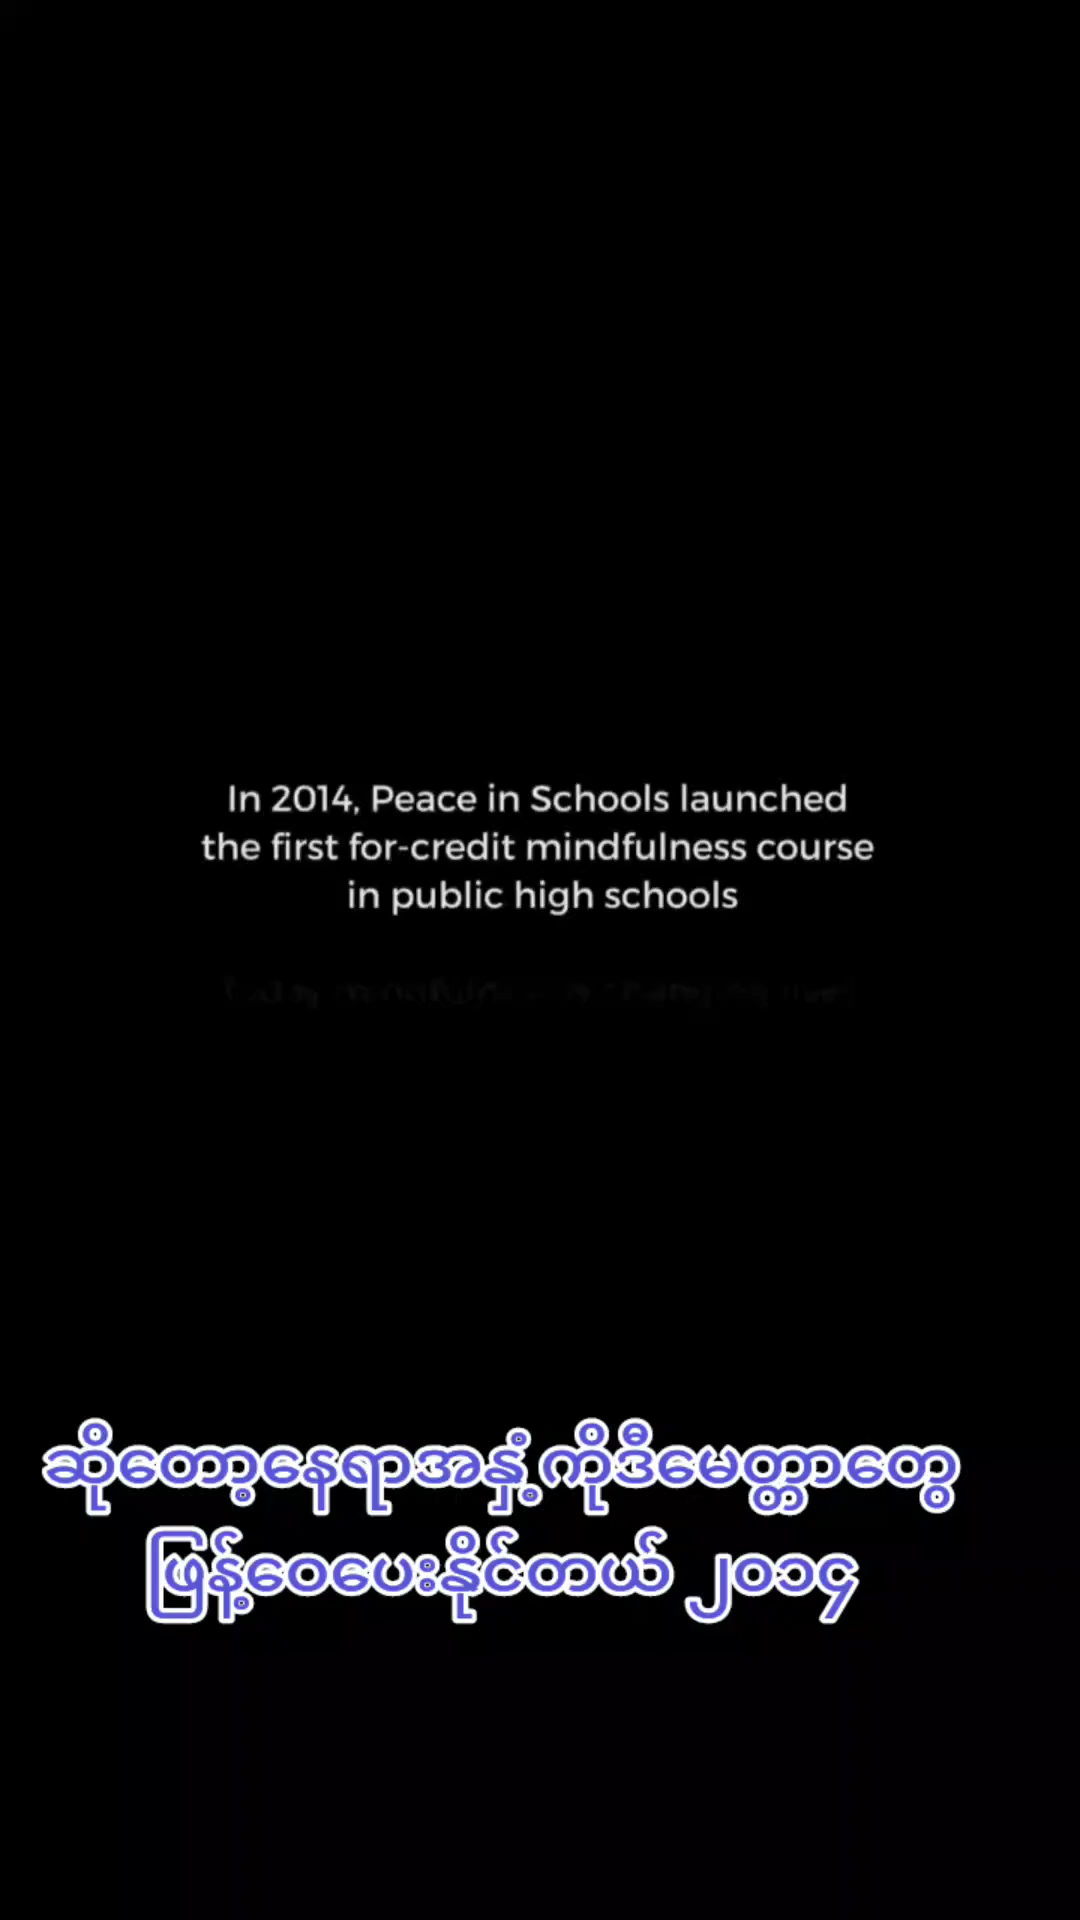 In 2014, Peace in Schools launched
the first for-credit mindfulness course
in public high schools
ဆိုတော့နေရာအနှံ့ ကိုဒီမေတ္တာတွေ
ဖြန့်ဝေပေးနိုင်တယ် ၂၀၁၄